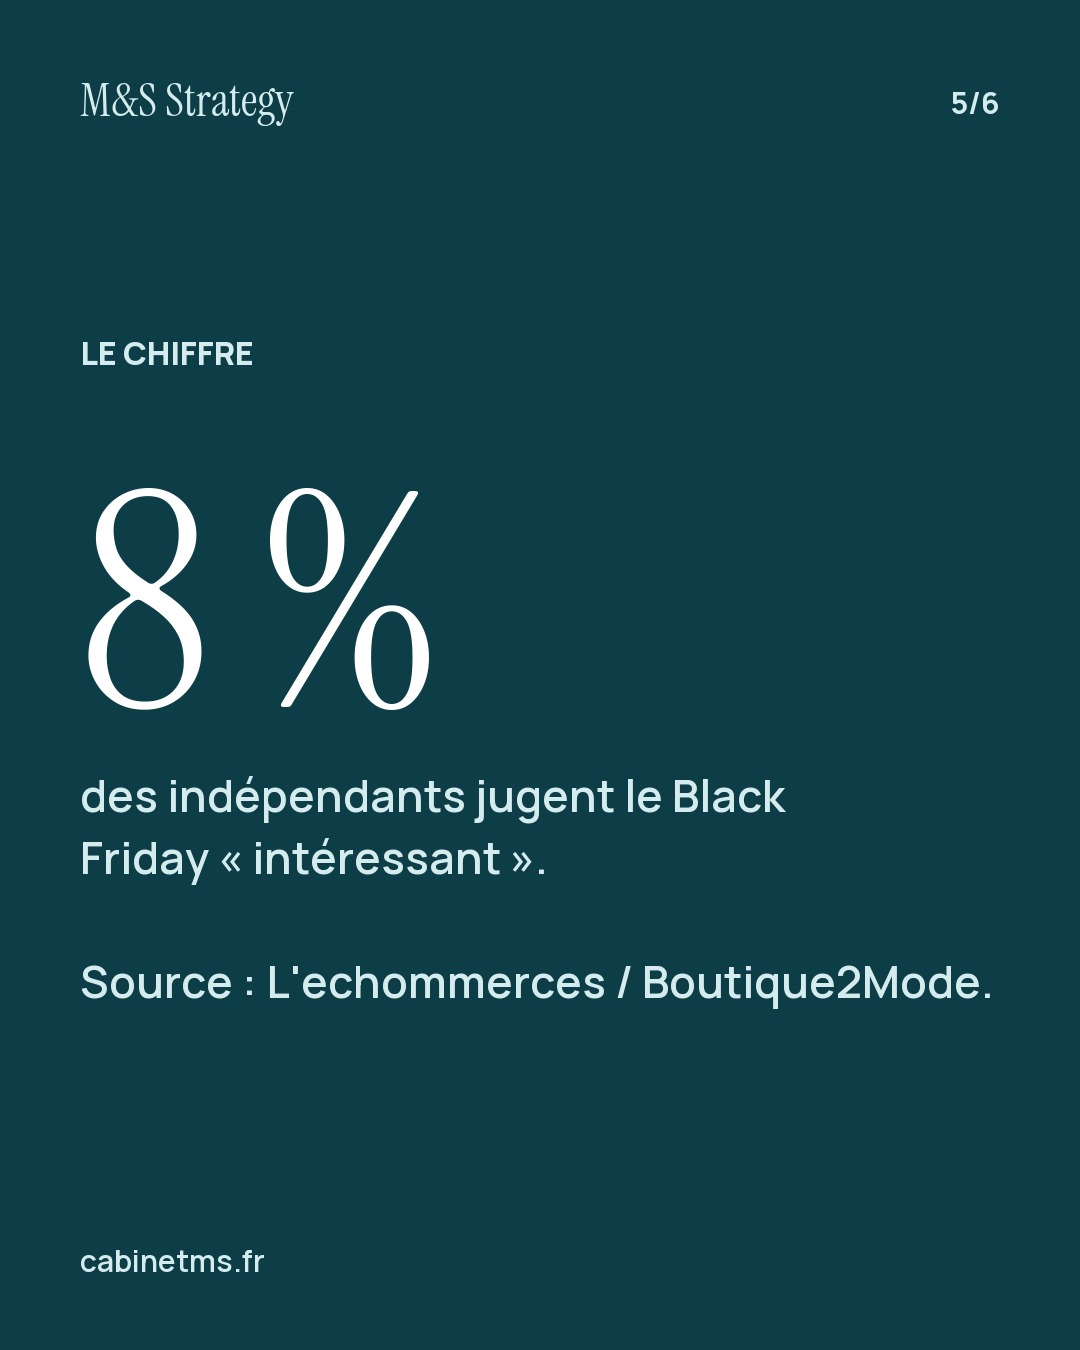 M&S Strategy
5/6
LE CHIFFRE
8 %
des indépendants jugent le Black
Friday « intéressant ».
Source : L'echommerces / Boutique2Mode.
cabinetms.fr